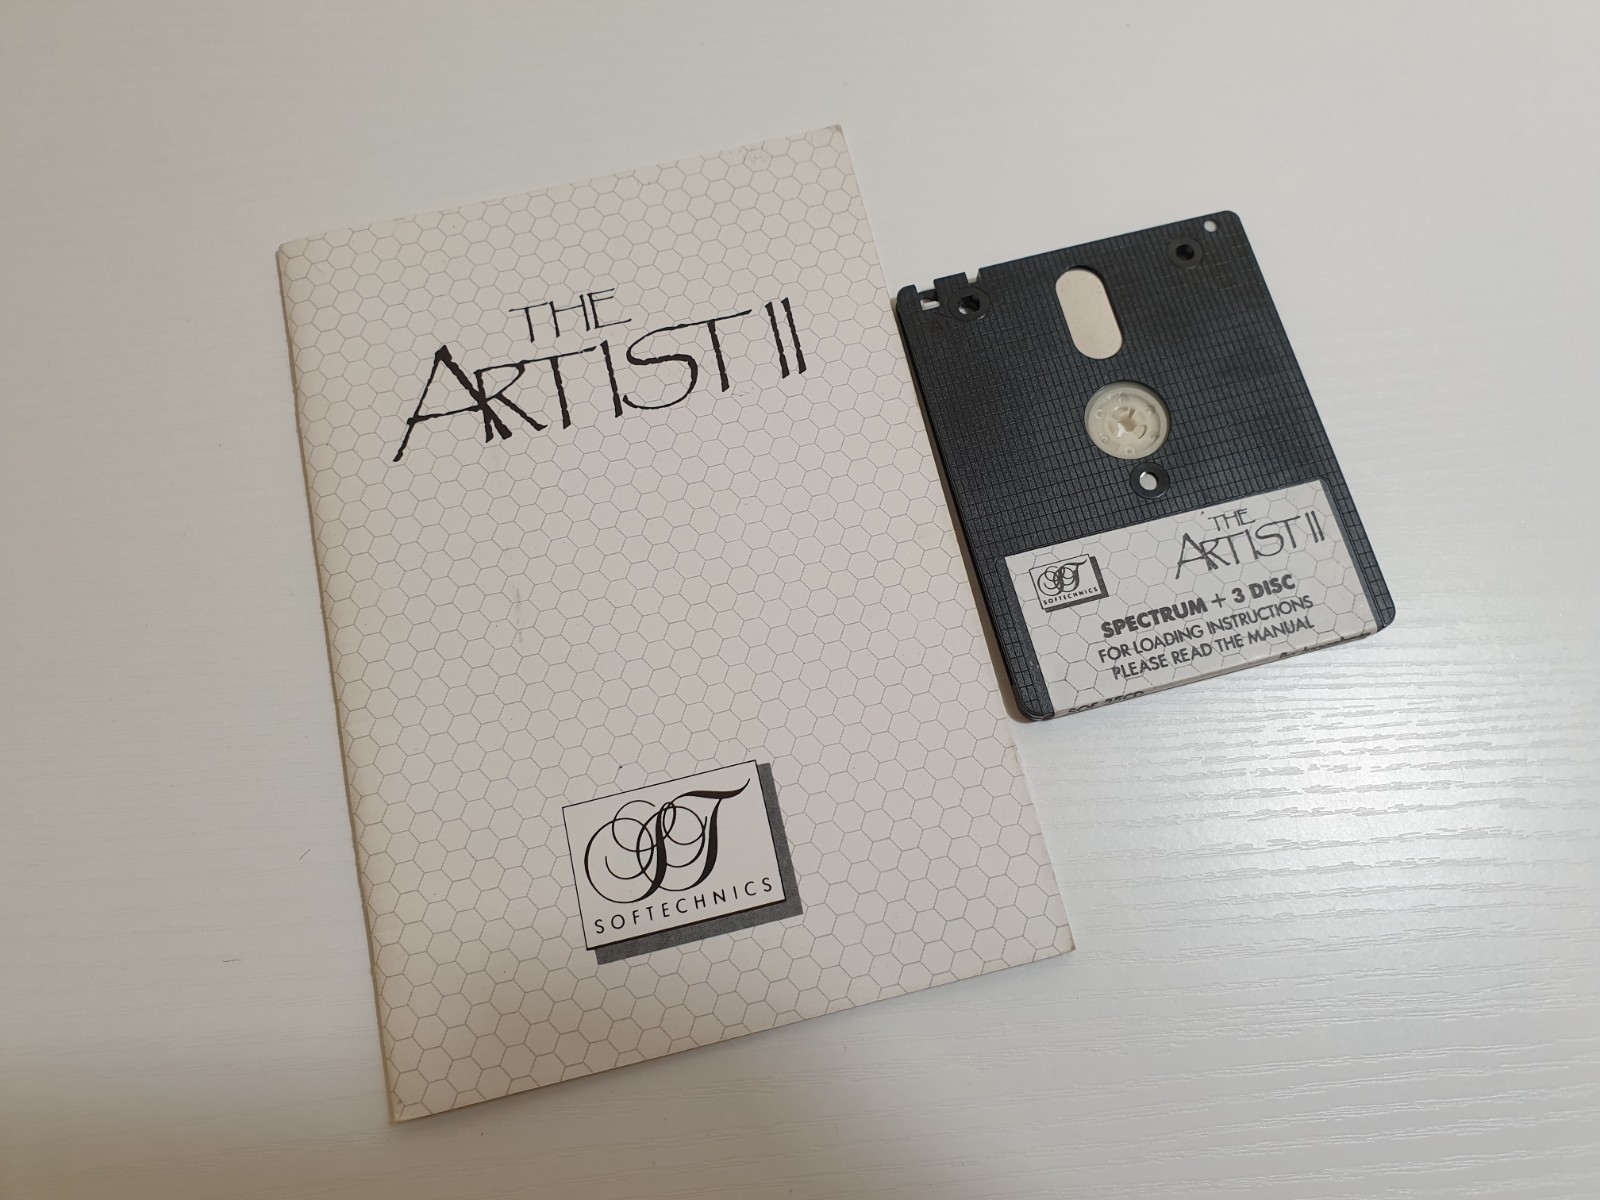 THE
ARTIST II
ST
SOFTECHNICS
THE
ARTIST II
ST
SOFTECHNICS
SPECTRUM + 3 DISC
FOR LOADING INSTRUCTIONS
PLEASE READ THE MANUAL